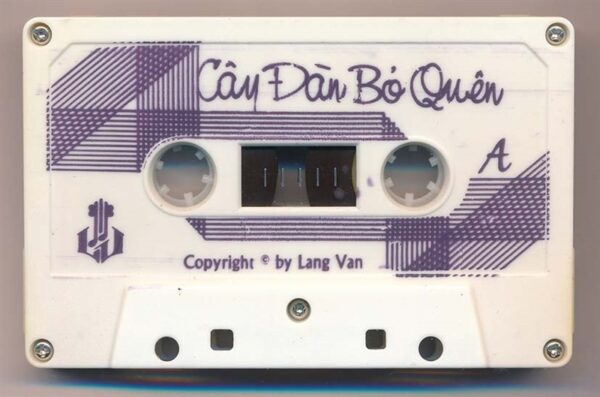 Cây Đàn Bỏ Quên
A
Copyright © by Lang Van